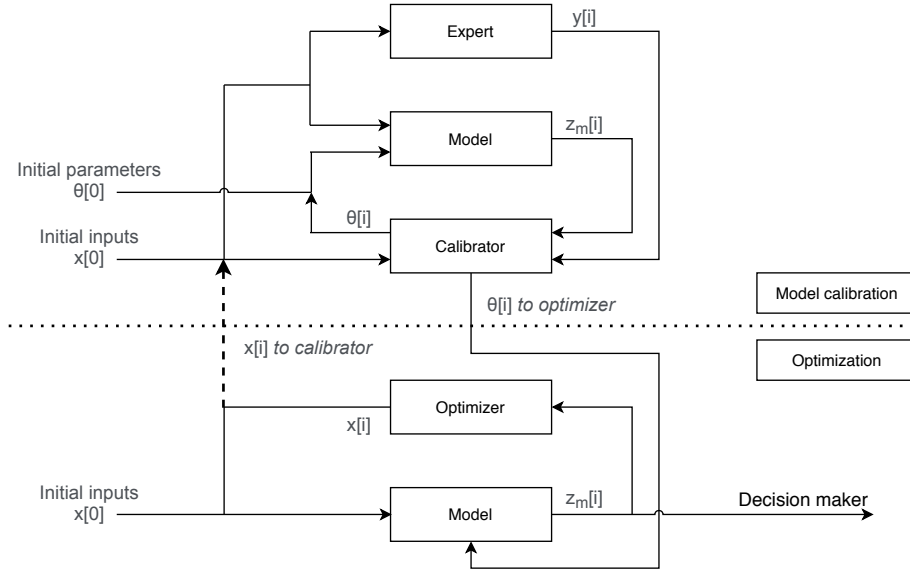 Expert
y[i]
Model
z_m[i]
Initial parameters
θ[0]
θ[i]
Initial inputs
x[0]
Calibrator
θ[i] to optimizer
Model calibration
x[i] to calibrator
Optimization
Optimizer
x[i]
Initial inputs
x[0]
Model
z_m[i]
Decision maker